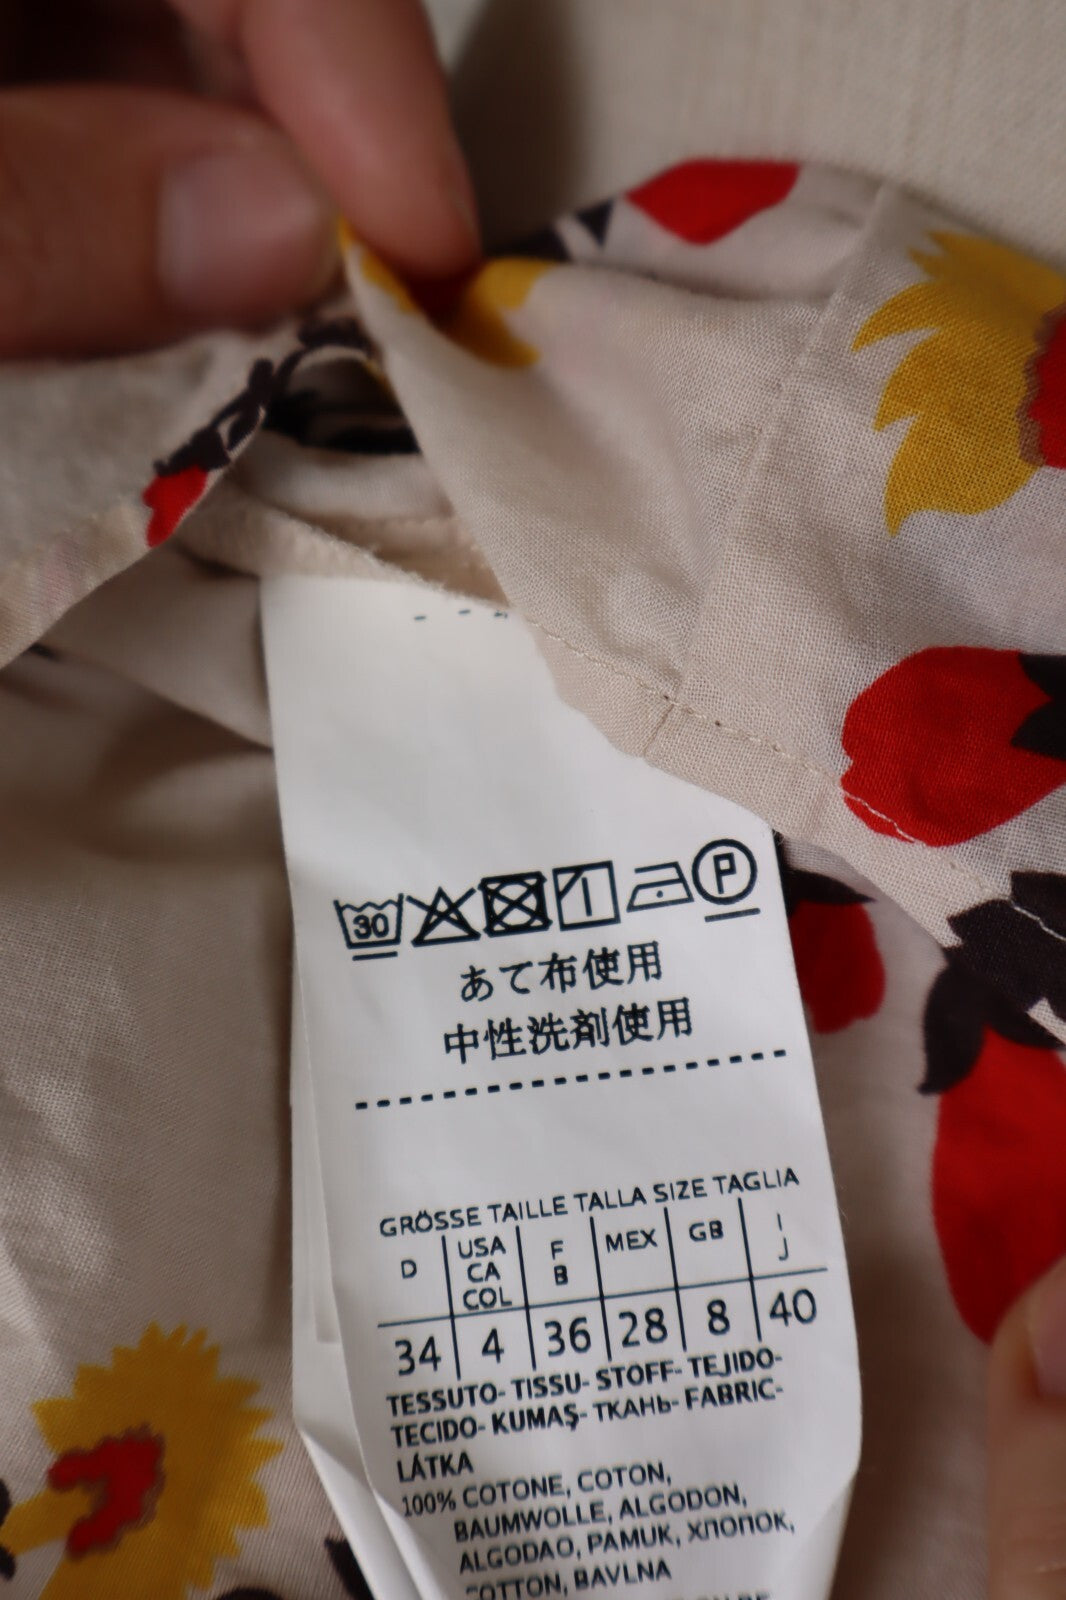 30 P
あて布使用
中性洗剤使用
GRÖSSE TAILLE TALLA SIZE TAGLIA
D USA CA COL F B MEX GB I J
34 4 36 28 8 40
TESSUTO- TISSU- STOFF- TEJIDO-
TECIDO- KUMAŞ- ТКАНЬ- FABRIC-
LÁTKA
100% COTONE, COTON,
BAUMWOLLE, ALGODON,
ALGODAO, PAMUK, ХЛОПОК,
COTTON, BAVLNA